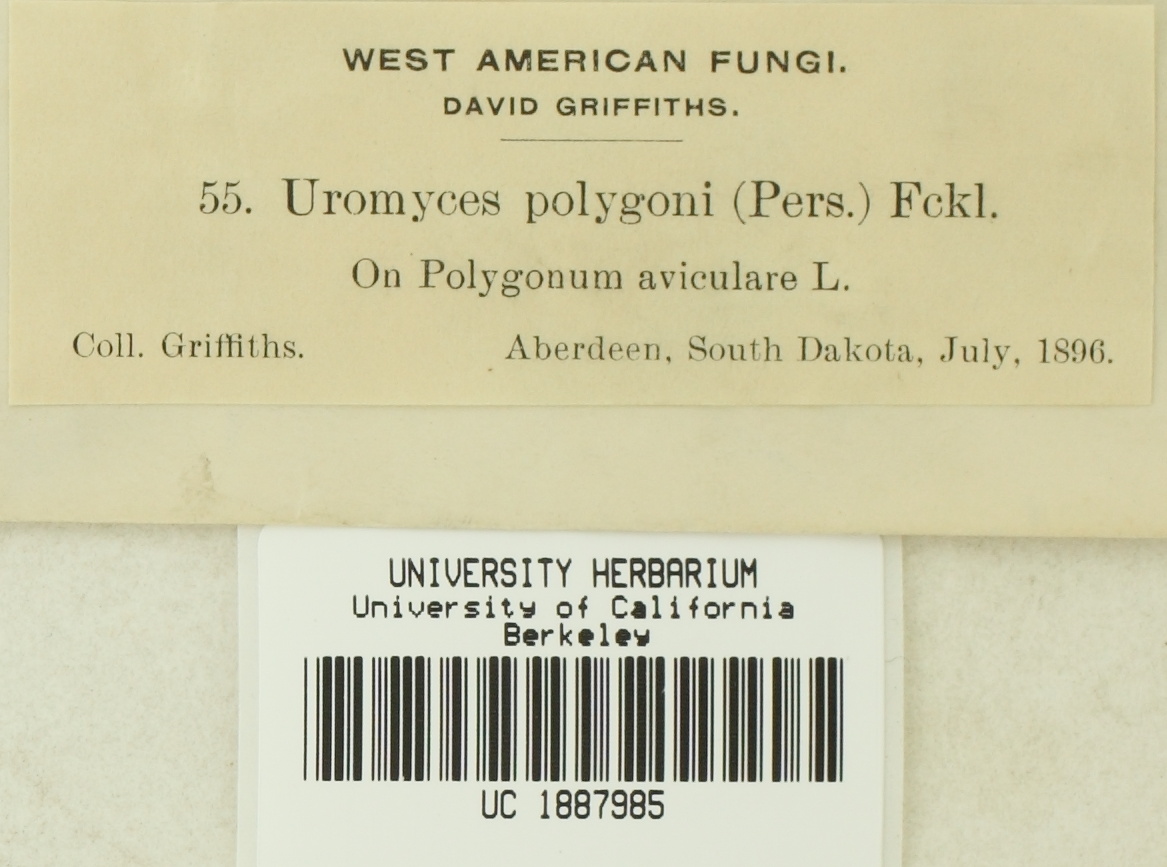 WEST AMERICAN FUNGI.
DAVID GRIFFITHS.
55. Uromyces polygoni (Pers.) Fckl.
On Polygonum aviculare L.
Coll. Griffiths. Aberdeen, South Dakota, July, 1896.
UNIVERSITY HERBARIUM
University of California
Berkeley
UC 1887985